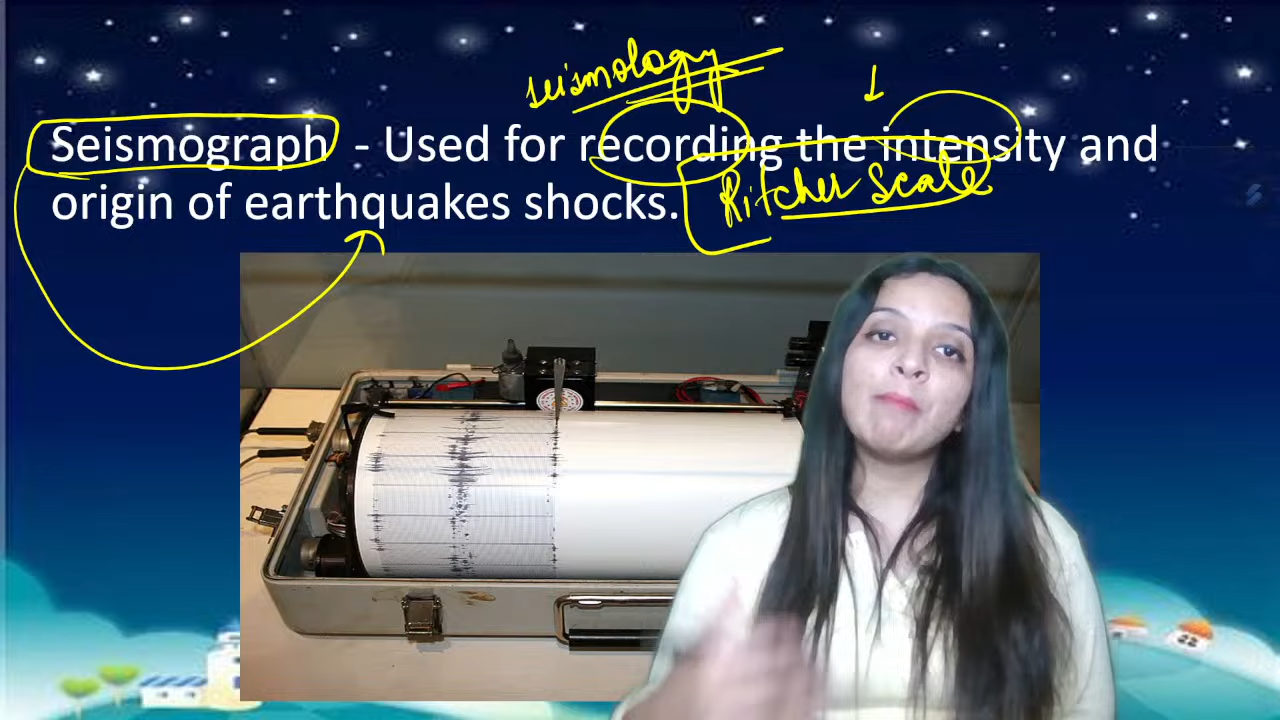 seismology
Seismograph - Used for recording the intensity and
origin of earthquakes shocks.
Ritcher Scale